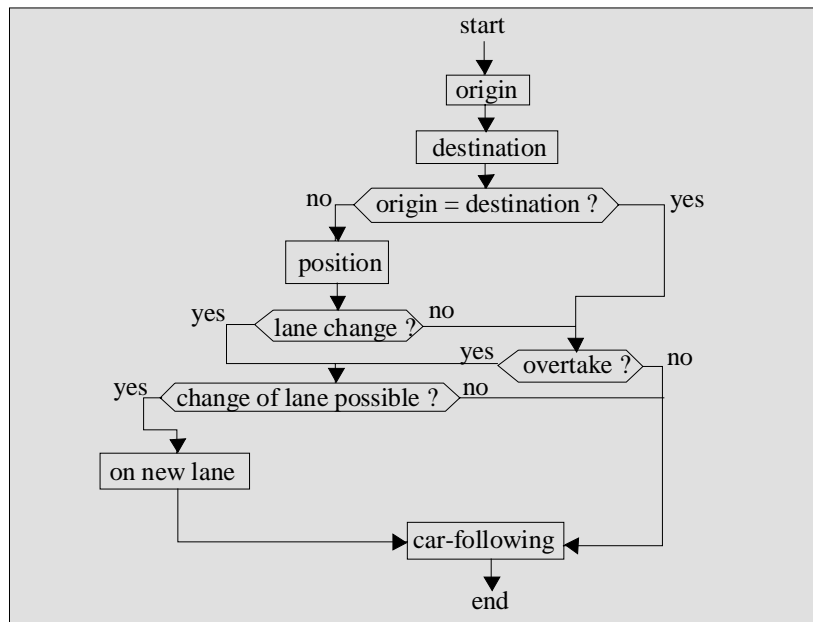 start
origin
destination
no
origin = destination ?
yes
position
yes
lane change ?
no
yes
overtake ?
no
yes
change of lane possible ?
no
on new lane
car-following
end